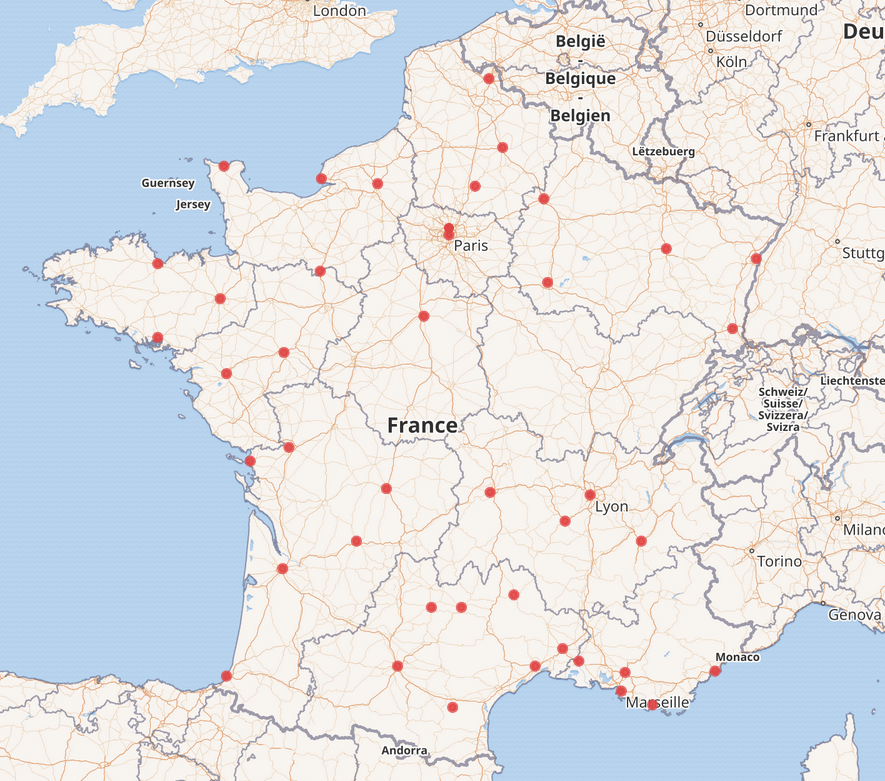 London
Dortmund
Düsseldorf
Köln
Deu
België
-
Belgique
-
Belgien
Frankfurt a
Lëtzebuerg
Guernsey
Jersey
Paris
Stuttg
Schweiz/
Suisse/
Svizzera/
Svizra
Liechtenste
France
Lyon
Milano
Torino
Genova
Monaco
Marseille
Andorra